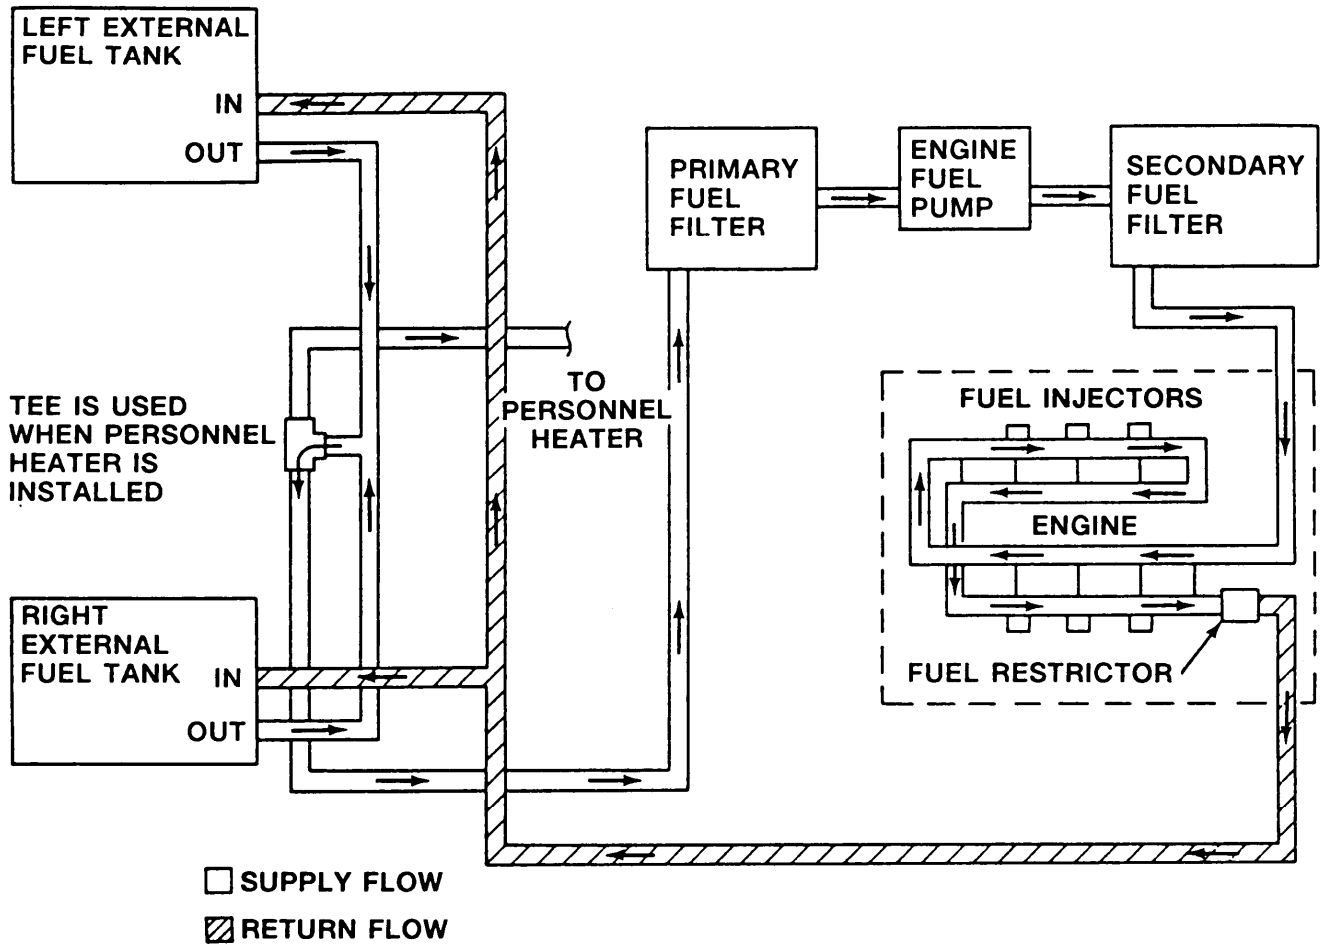 LEFT EXTERNAL
FUEL TANK
IN
OUT
PRIMARY
FUEL
FILTER
ENGINE
FUEL
PUMP
SECONDARY
FUEL
FILTER
TO
PERSONNEL
HEATER
TEE IS USED
WHEN PERSONNEL
HEATER IS
INSTALLED
FUEL INJECTORS
ENGINE
FUEL RESTRICTOR
RIGHT
EXTERNAL
FUEL TANK
IN
OUT
SUPPLY FLOW
RETURN FLOW